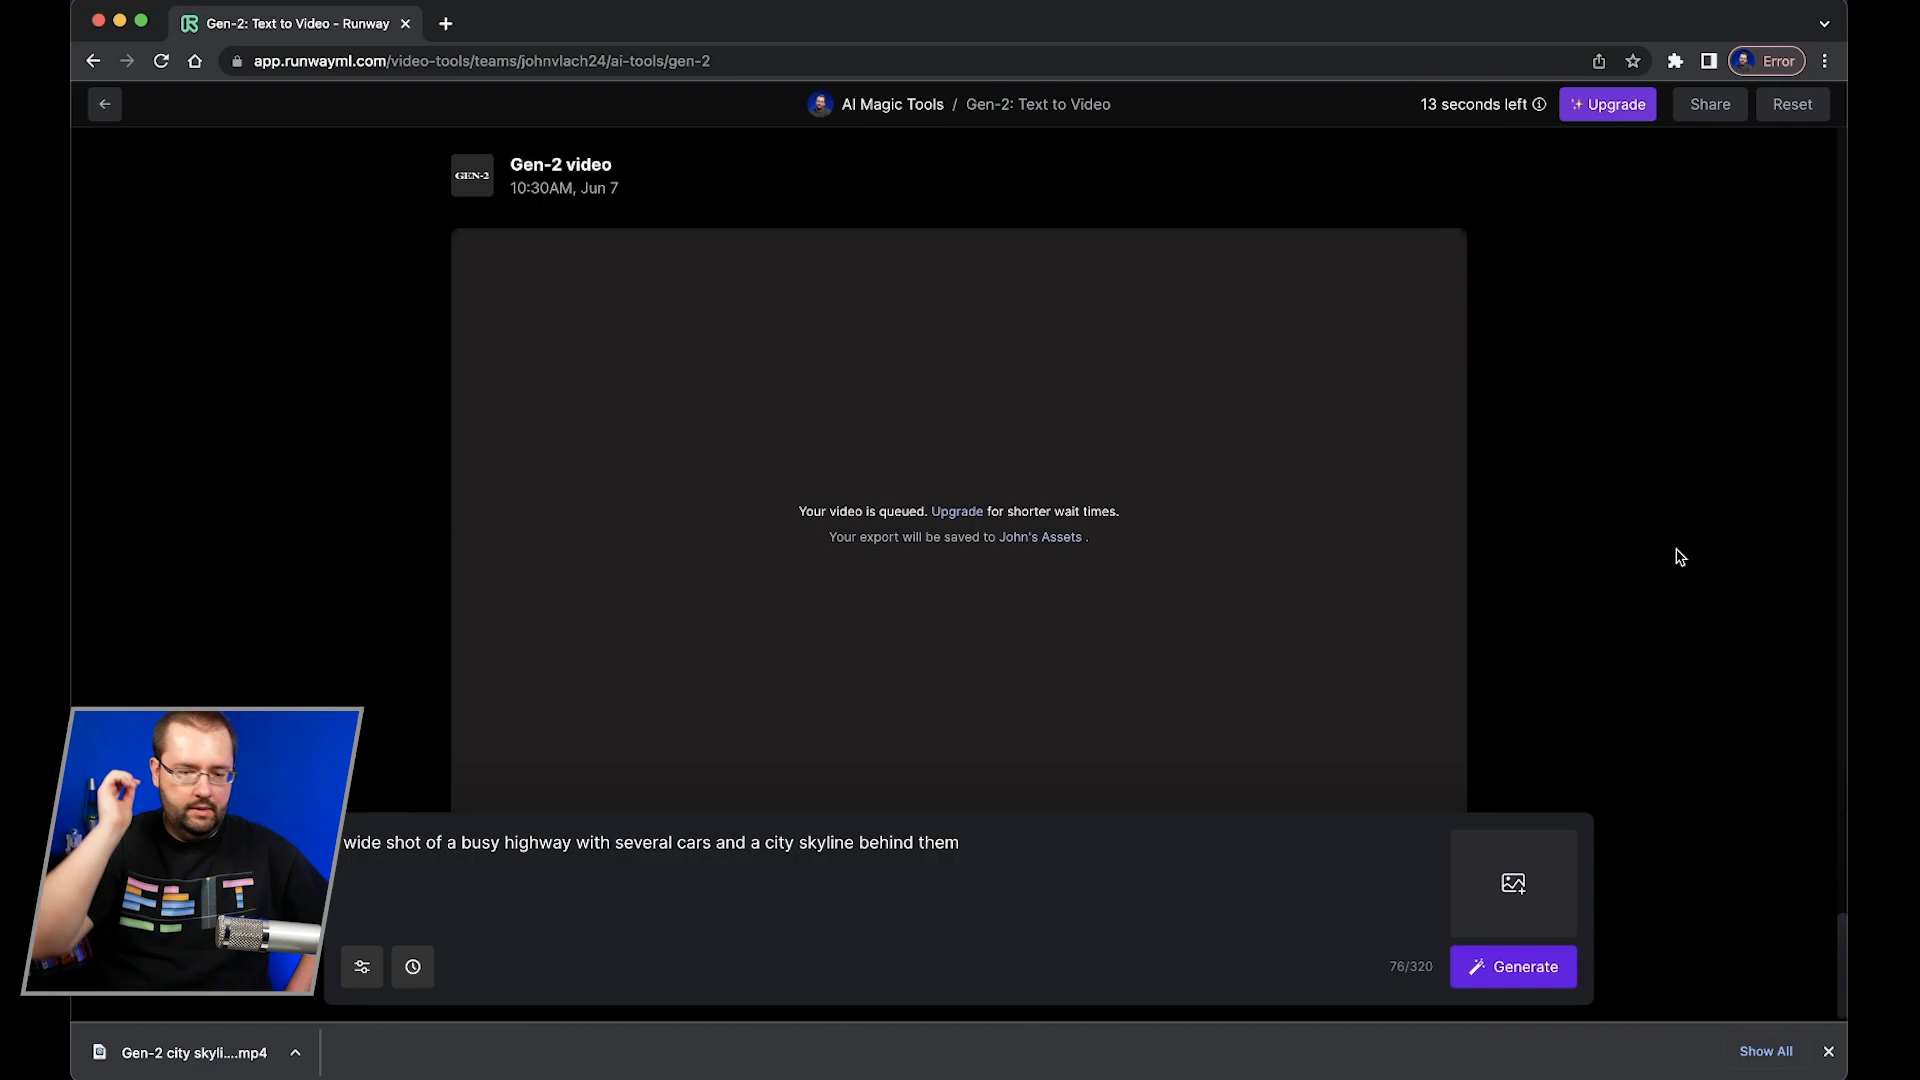 Gen-2: Text to Video - Runway
app.runwayml.com/video-tools/teams/johnvlach24/ai-tools/gen-2
Error
AI Magic Tools / Gen-2: Text to Video
13 seconds left
Upgrade
Share
Reset
GEN-2
Gen-2 video
10:30AM, Jun 7
Your video is queued. Upgrade for shorter wait times.
Your export will be saved to John's Assets .
wide shot of a busy highway with several cars and a city skyline behind them
76/320
Generate
Gen-2 city skyli....mp4
Show All